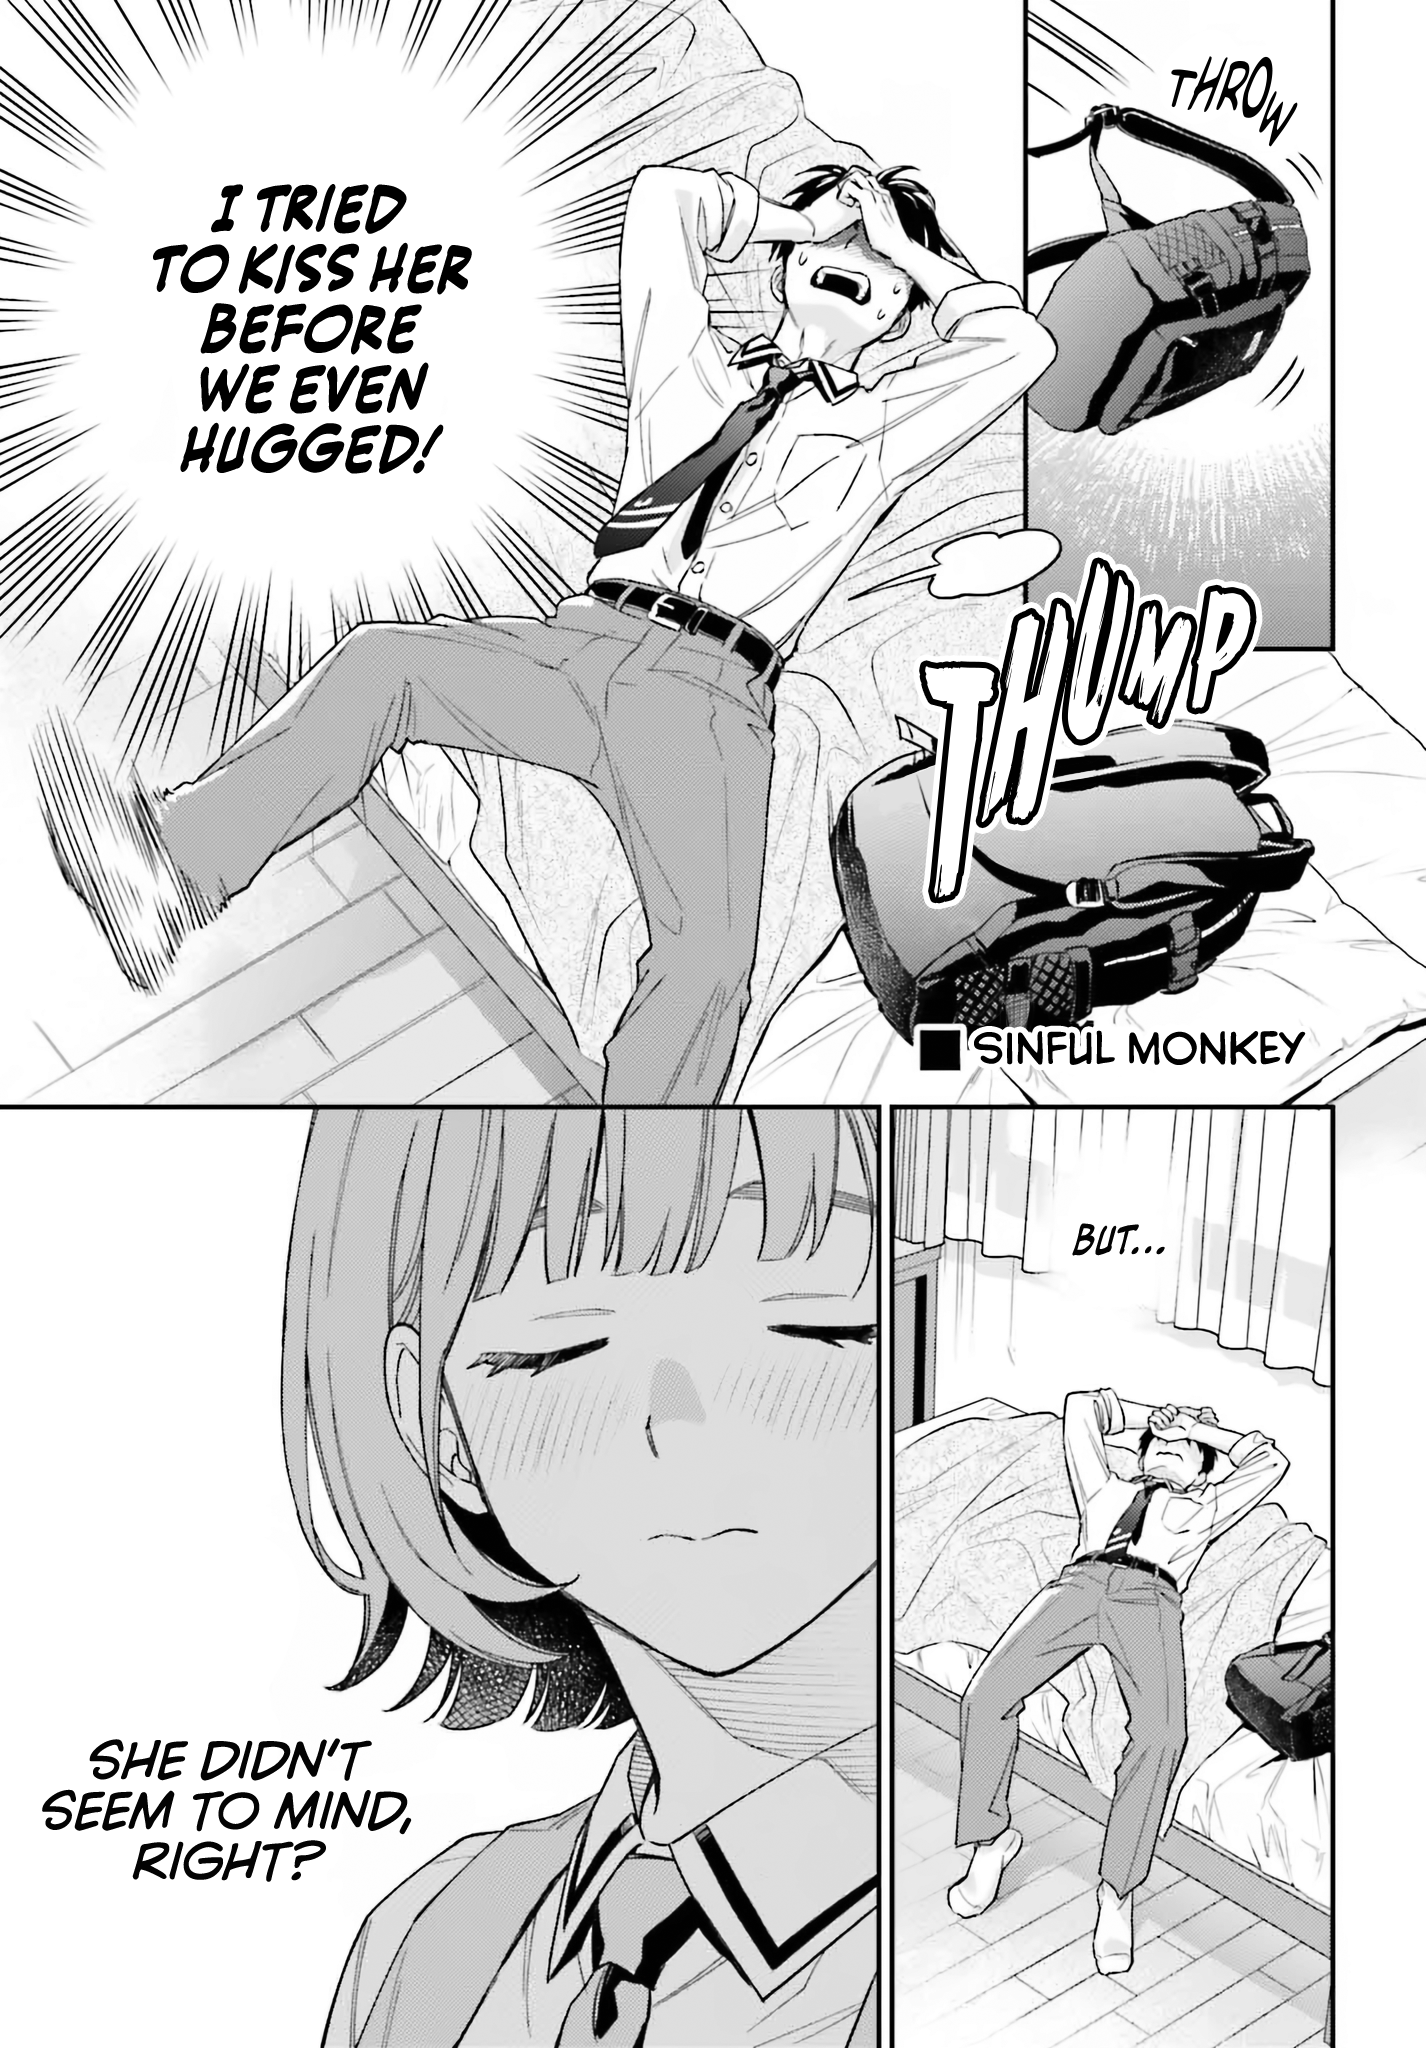 THROW
THUMP
I TRIED
TO KISS HER
BEFORE
WE EVEN
HUGGED!
SINFUL MONKEY
BUT...
SHE DIDN'T
SEEM TO MIND,
RIGHT?